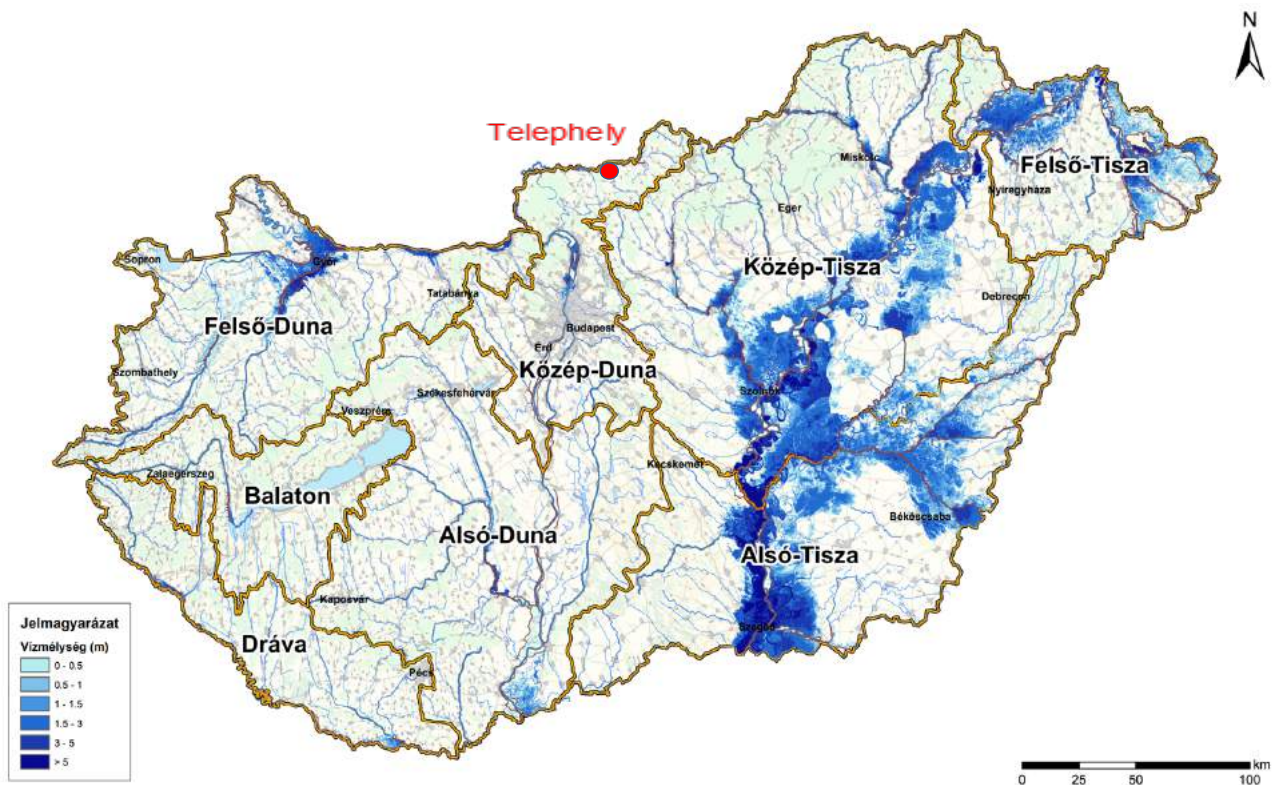 N
Telephely
Miskolc
Felső-Tisza
Nyíregyháza
Eger
Sopron
Győr
Közép-Tisza
Tatabánya
Debrecen
Felső-Duna
Budapest
Érd
Közép-Duna
Szombathely
Székesfehérvár
Szolnok
Veszprém
Kecskemét
Zalaegerszeg
Balaton
Békéscsaba
Alsó-Duna
Alsó-Tisza
Kaposvár
Szeged
Dráva
Pécs
Jelmagyarázat
Vízmélység (m)
0 - 0.5
0.5 - 1
1 - 1.5
1.5 - 3
3 - 5
> 5
km
0 25 50 100